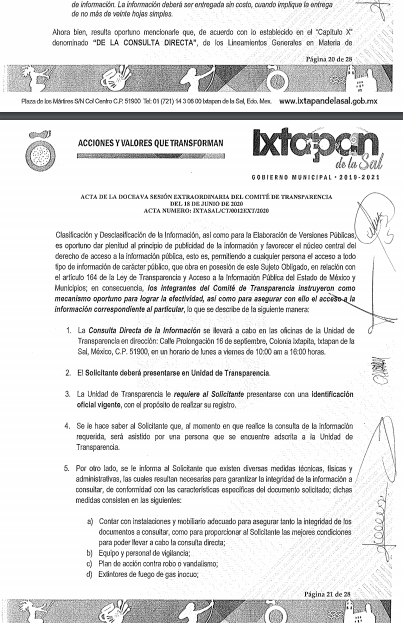 de información. La información deberá ser entregada sin costo, cuando implique la entrega
de no más de veinte hojas simples.
Ahora bien, resulta oportuno mencionarle que, de acuerdo con lo establecido en el "Capítulo X"
denominado "DE LA CONSULTA DIRECTA", de los Lineamientos Generales en Materia de
Página 20 de 28
Plaza de los Mártires S/N Col Centro C.P. 51900 Tel: 01 (721) 14 3 06 00 Ixtapan de la Sal, Edo. Mex. www.ixtapandelasal.gob.mx
ACCIONES Y VALORES QUE TRANSFORMAN
Ixtapan
de la Sal
GOBIERNO MUNICIPAL • 2019-2021
ACTA DE LA DOCEAVA SESIÓN EXTRAORDINARIA DEL COMITÉ DE TRANSPARENCIA
DEL 18 DE JUNIO DE 2020
ACTA NUMERO: IXTASAL/CT/0012EXT/2020
Clasificación y Desclasificación de la Información, así como para la Elaboración de Versiones Públicas,
es oportuno dar plenitud al principio de publicidad de la información y favorecer el núcleo central del
derecho de acceso a la información pública, esto es, permitiendo a cualquier persona el acceso a todo
tipo de información de carácter público, que obra en posesión de este Sujeto Obligado, en relación con
el artículo 164 de la Ley de Transparencia y Acceso a la Información Pública del Estado de México y
Municipios; en consecuencia, los integrantes del Comité de Transparencia instruyeron como
mecanismo oportuno para lograr la efectividad, así como para asegurar con ello el acceso a la
información correspondiente al particular, lo que se describe de la siguiente manera:
1. La Consulta Directa de la Información se llevará a cabo en las oficinas de la Unidad de
Transparencia en dirección: Calle Prolongación 16 de septiembre, Colonia Ixtapita, Ixtapan de la
Sal, México, C.P. 51900, en un horario de lunes a viernes de 10:00 am a 16:00 horas.
2. El Solicitante deberá presentarse en Unidad de Transparencia.
3. La Unidad de Transparencia le requiere al Solicitante presentarse con una identificación
oficial vigente, con el propósito de realizar su registro.
4. Se le hace saber al Solicitante que, al momento en que realice la consulta de la información
requerida, será asistido por una persona que se encuentre adscrita a la Unidad de
Transparencia.
5. Por otro lado, se le informa al Solicitante que existen diversas medidas técnicas, físicas y
administrativas, las cuales resultan necesarias para garantizar la integridad de la información a
consultar, de conformidad con las características específicas del documento solicitado; dichas
medidas consisten en las siguientes:
a) Contar con instalaciones y mobiliario adecuado para asegurar tanto la integridad de los
documentos a consultar, como para proporcionar al Solicitante las mejores condiciones
para poder llevar a cabo la consulta directa;
b) Equipo y personal de vigilancia;
c) Plan de acción contra robo o vandalismo;
d) Extintores de fuego de gas inocuo;
Página 21 de 28